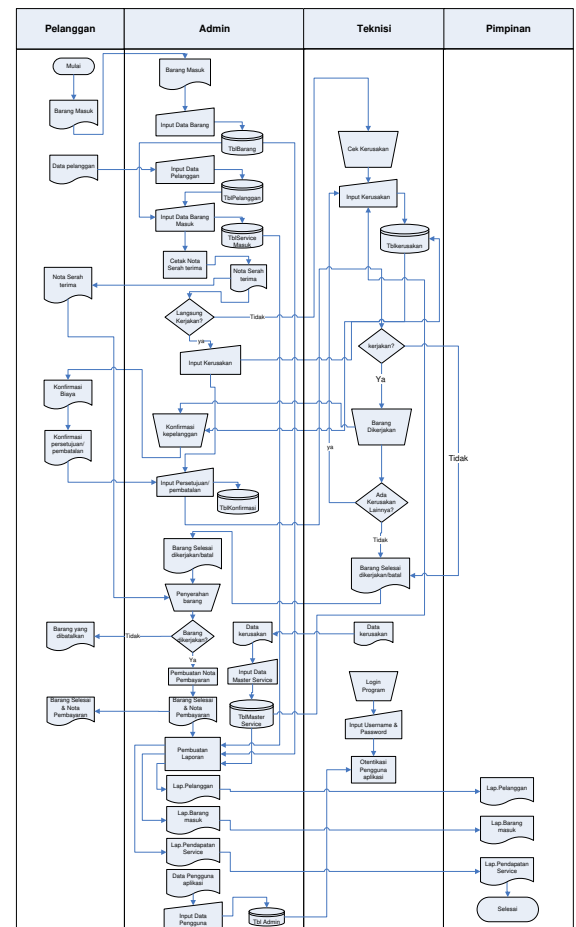 Pelanggan
Admin
Teknisi
Pimpinan
Mulai
Barang Masuk
Barang Masuk
Input Data Barang
TblBarang
Cek Kerusakan
Data pelanggan
Input Data
Pelanggan
TblPelanggan
Input Kerusakan
Input Data Barang
Masuk
TblService
Masuk
Tblkerusakan
Cetak Nota
Serah terima
Nota Serah
terima
Nota Serah
terima
Langsung
Kerjakan?
Tidak
ya
Input Kerusakan
kerjakan?
Ya
Tidak
Konfirmasi
Biaya
Konfirmasi
kepelanggan
Barang
Dikerjakan
Konfirmasi
persetujuan/
pembatalan
ya
Input Persetujuan/
pembatalan
TblKonfirmasi
Ada
Kerusakan
Lainnya?
Tidak
Barang Selesai
dikerjakan/batal
Barang Selesai
dikerjakan/batal
Penyerahan
barang
Barang yang
dibatalkan
Tidak
Barang
dikerjakan?
Data
kerusakan
Data
kerusakan
Ya
Pembuatan Nota
Pembayaran
Input Data
Master Service
Login
Program
Barang Selesai
& Nota
Pembayaran
Barang Selesai
& Nota
Pembayaran
TblMaster
Service
Input Username &
Password
Pembuatan
Laporan
Otentikasi
Pengguna
aplikasi
Lap.Pelanggan
Lap.Pelanggan
Lap.Barang
masuk
Lap.Barang
masuk
Lap.Pendapatan
Service
Lap.Pendapatan
Service
Data Pengguna
aplikasi
Input Data
Pengguna
Tbl Admin
Selesai